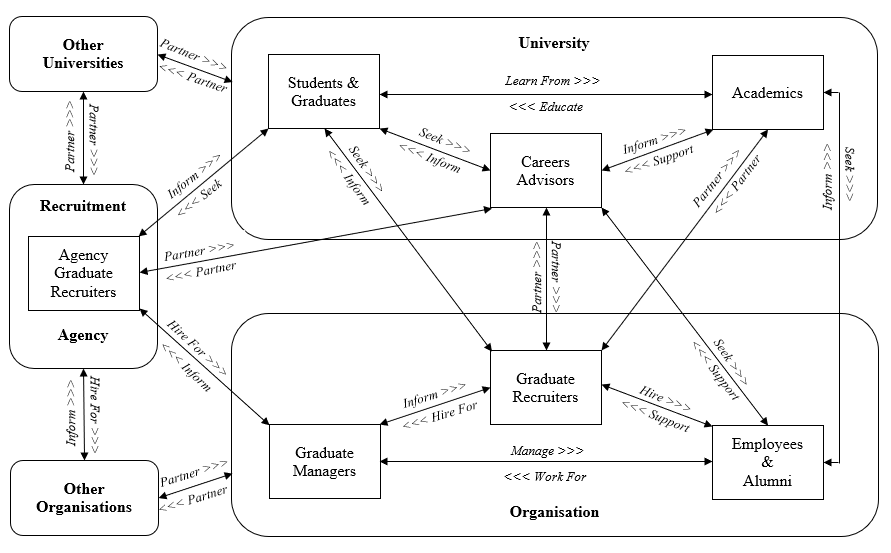 Other
Universities
Partner >>>
<<< Partner
University
Students &
Graduates
Learn From >>>
<<< Educate
Academics
Partner >>>
<<< Partner
Seek >>>
<<< Inform
Careers
Advisors
Inform >>>
<<< Support
Seek >>>
<<< Inform
Inform >>>
<<< Seek
Seek >>>
<<< Inform
Partner >>>
<<< Partner
Recruitment
Agency
Graduate
Recruiters
Agency
Partner >>>
<<< Partner
Partner >>>
<<< Partner
Hire For >>>
<<< Inform
Seek >>>
<<< Support
Graduate
Recruiters
Hire For >>>
<<< Inform
Inform >>>
<<< Hire For
Hire >>>
<<< Support
Graduate
Managers
Manage >>>
<<< Work For
Employees
&
Alumni
Other
Organisations
Partner >>>
<<< Partner
Organisation